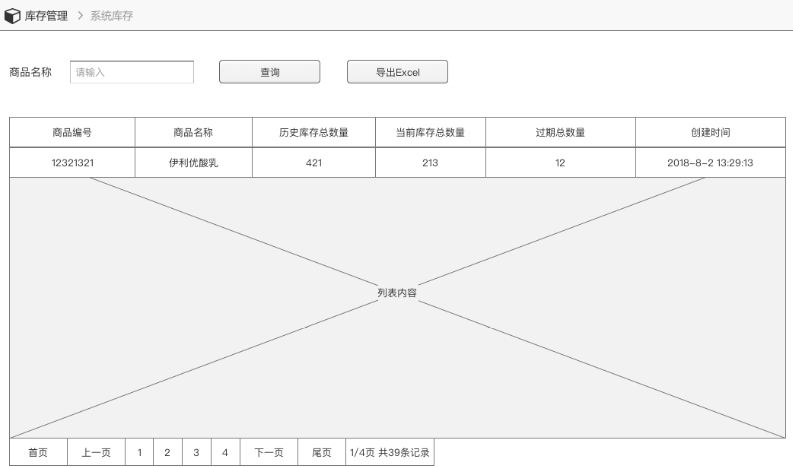 库存管理 > 系统库存
商品名称 请输入 查询 导出Excel
商品编号 商品名称 历史库存总数量 当前库存总数量 过期总数量 创建时间
12321321 伊利优酸乳 421 213 12 2018-8-2 13:29:13
列表内容
首页 上一页 1 2 3 4 下一页 尾页 1/4页 共39条记录